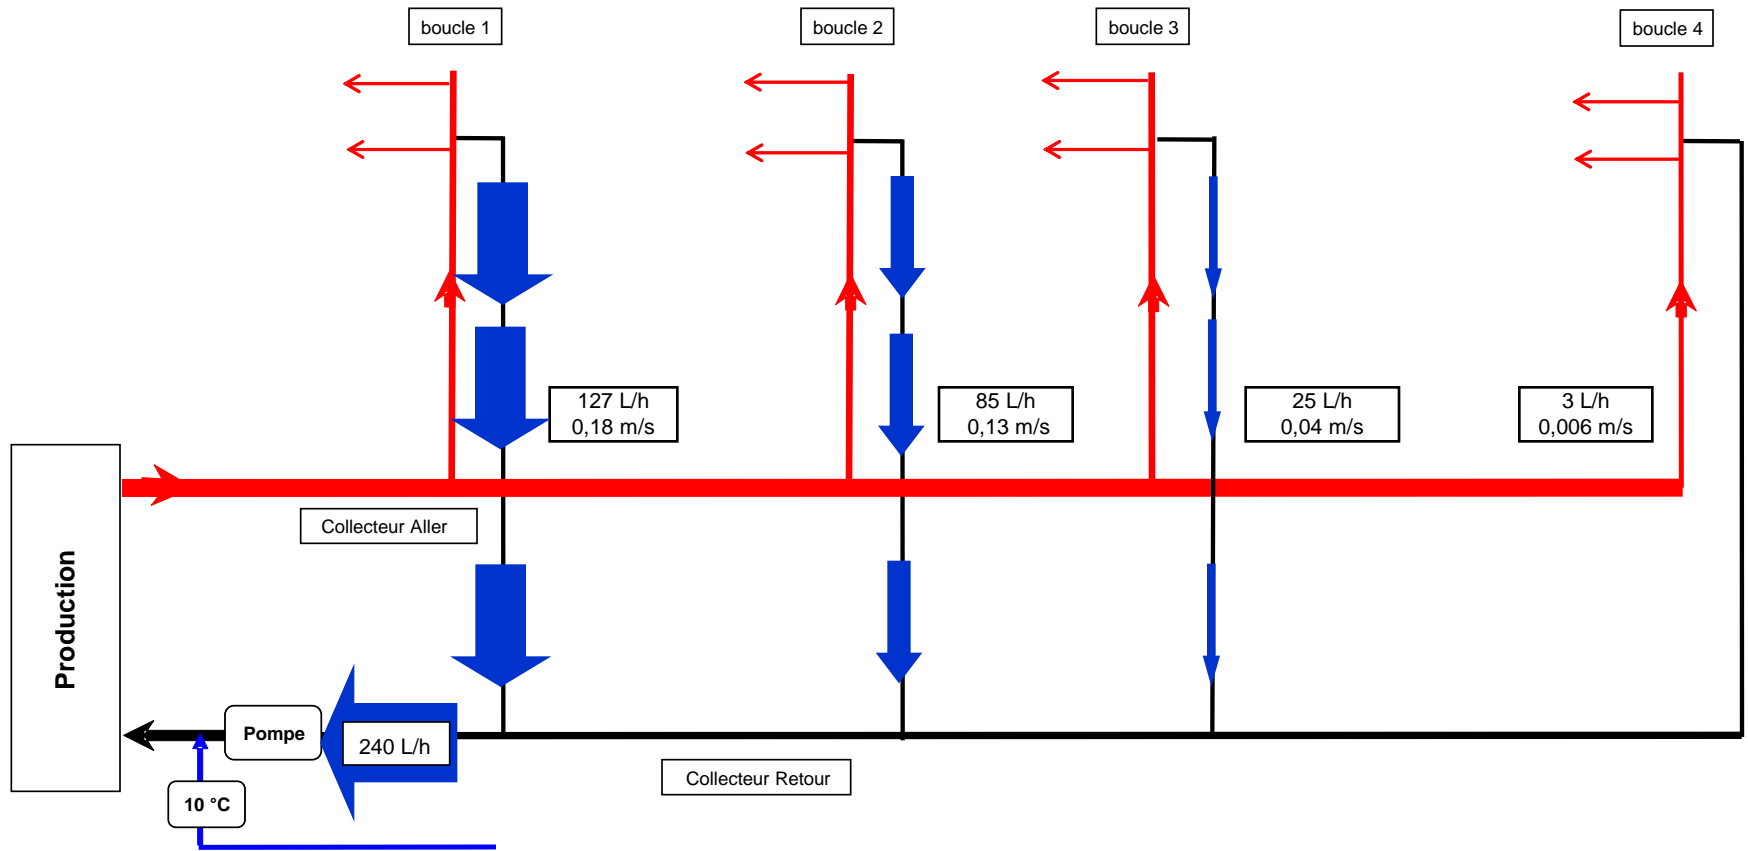 boucle 1
boucle 2
boucle 3
boucle 4
127 L/h
0,18 m/s
85 L/h
0,13 m/s
25 L/h
0,04 m/s
3 L/h
0,006 m/s
Collecteur Aller
Production
Pompe
240 L/h
Collecteur Retour
10 °C